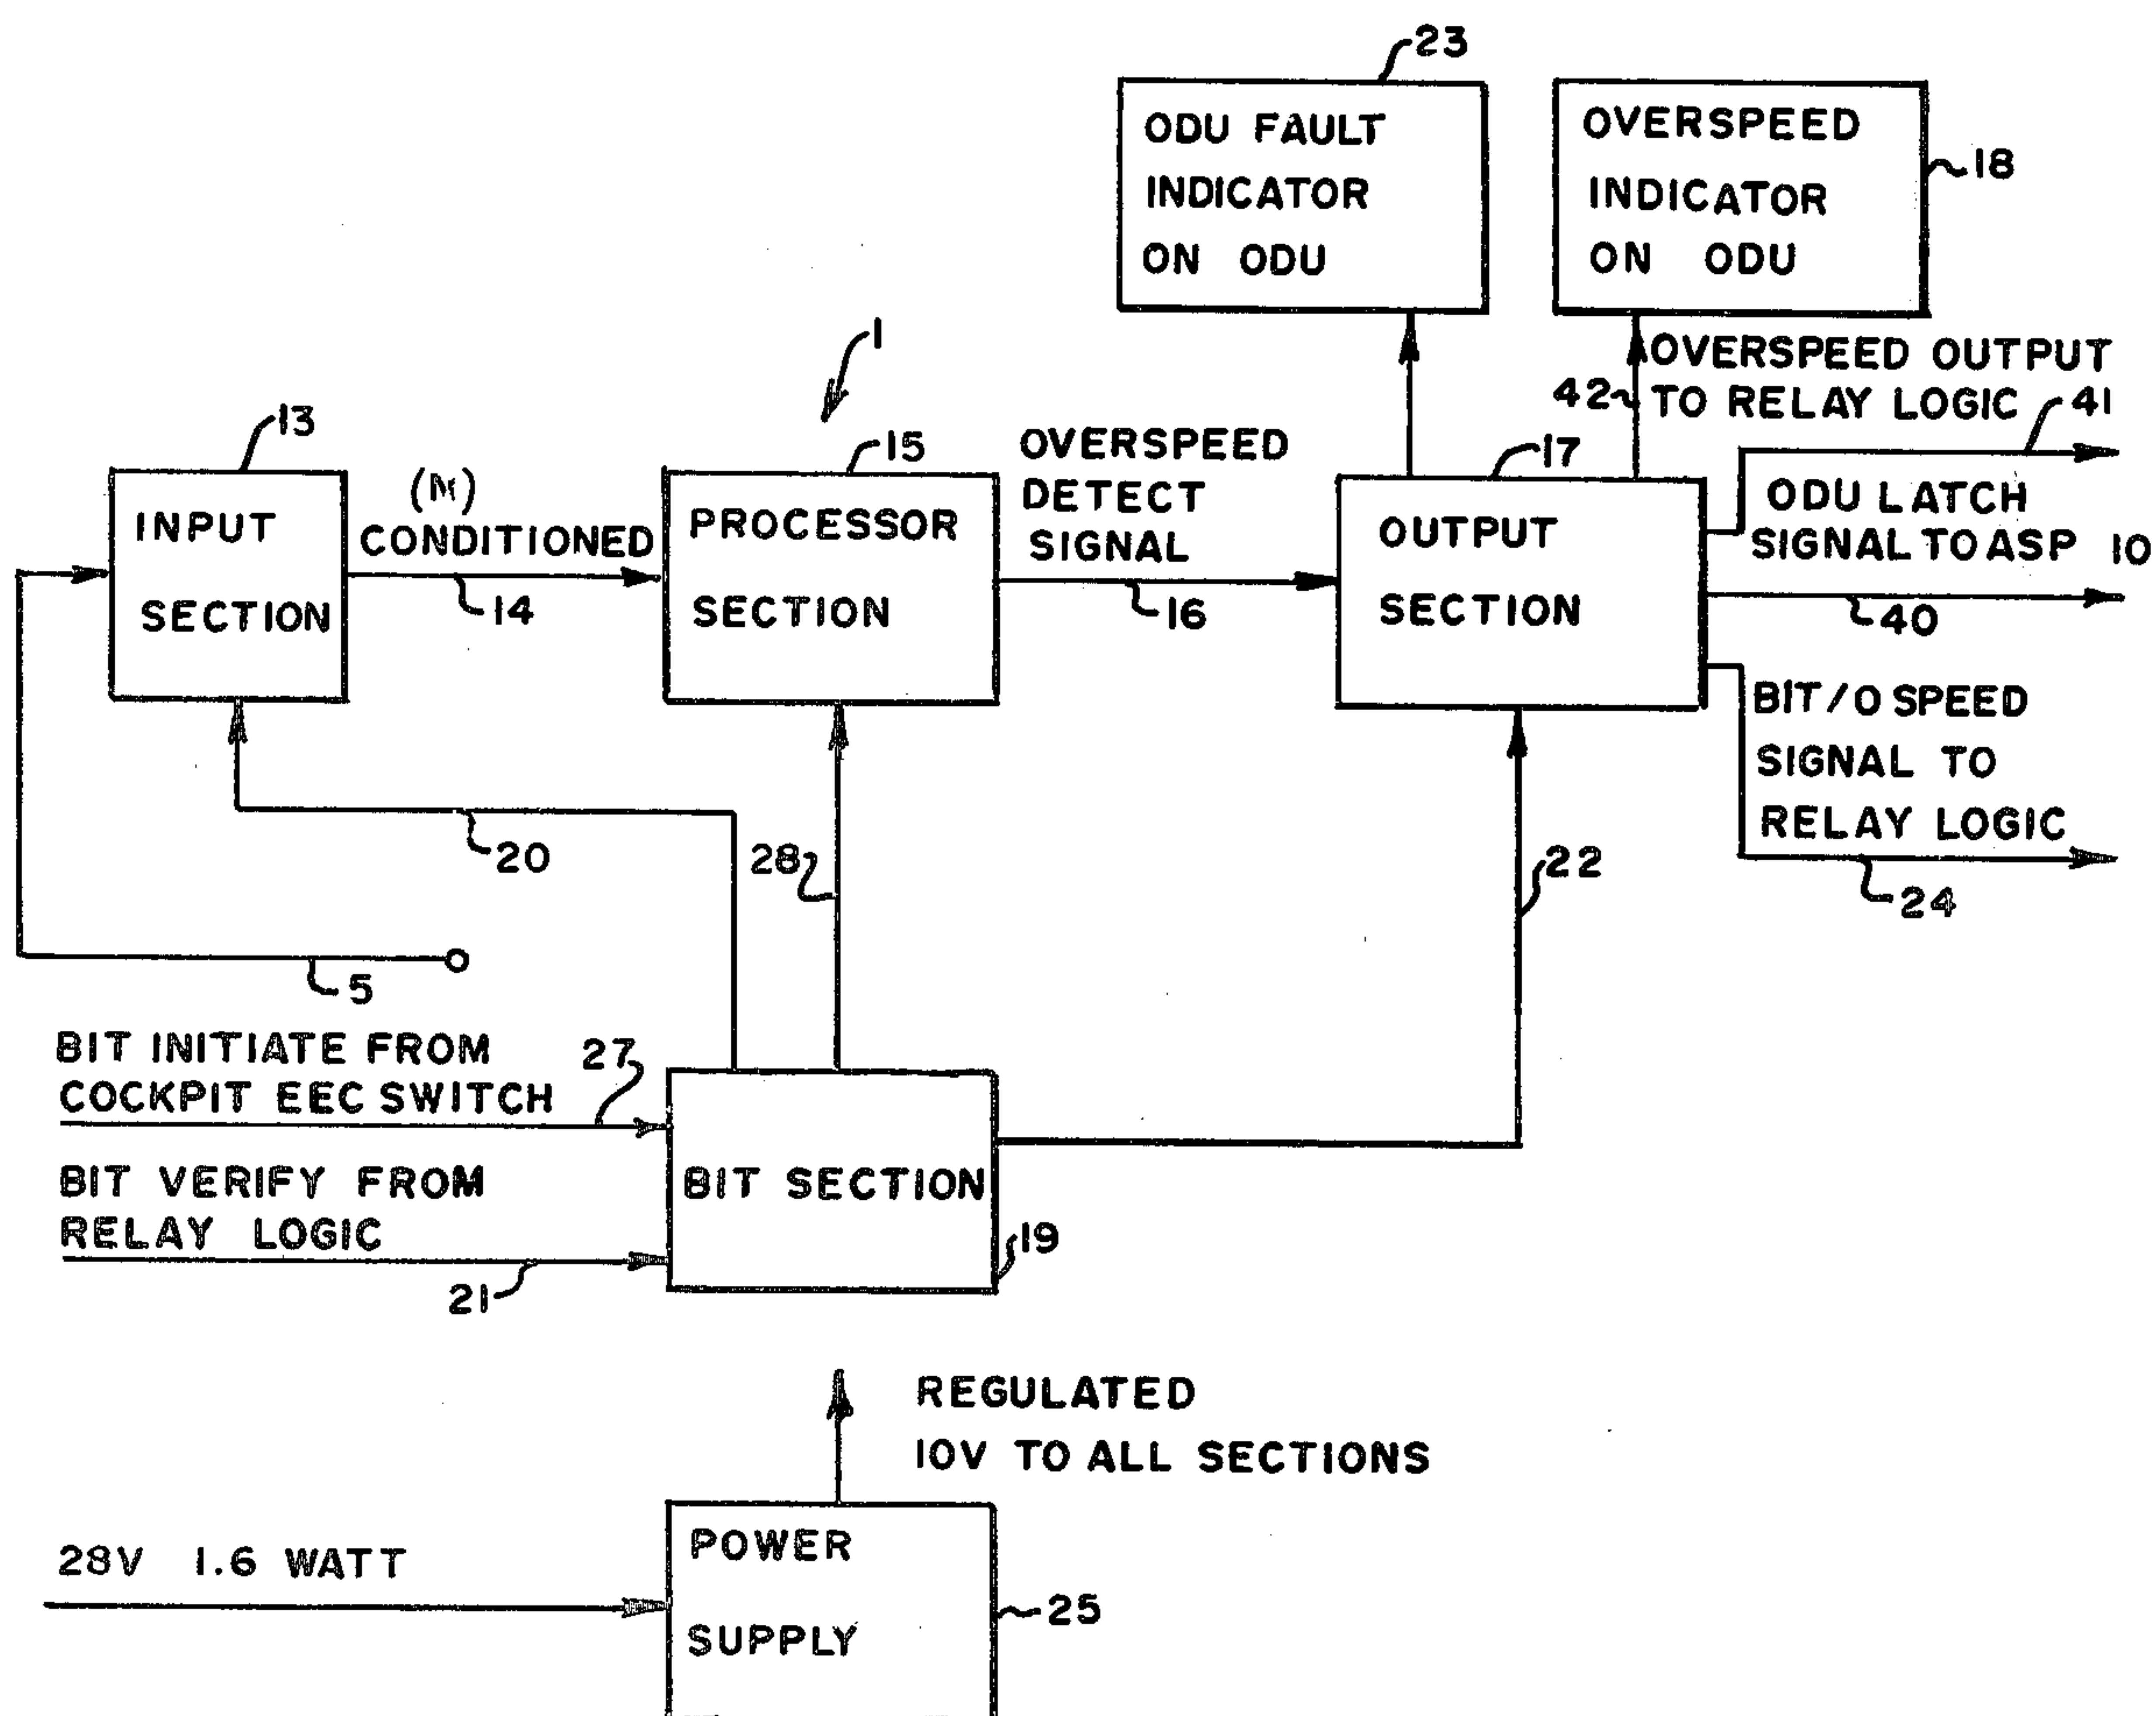 23
ODU FAULT
INDICATOR
ON ODU
OVERSPEED
INDICATOR
ON ODU
18
1
OVERSPEED OUTPUT
42 TO RELAY LOGIC 41
13
INPUT
SECTION
(M)
CONDITIONED
14
15
PROCESSOR
SECTION
OVERSPEED
DETECT
SIGNAL
16
17
OUTPUT
SECTION
ODU LATCH
SIGNAL TO ASP 10
40
BIT/O SPEED
SIGNAL TO
RELAY LOGIC
24
20
28
22
5
BIT INITIATE FROM
COCKPIT EEC SWITCH
27
BIT VERIFY FROM
RELAY LOGIC
21
BIT SECTION
19
REGULATED
10V TO ALL SECTIONS
28V 1.6 WATT
POWER
SUPPLY
25